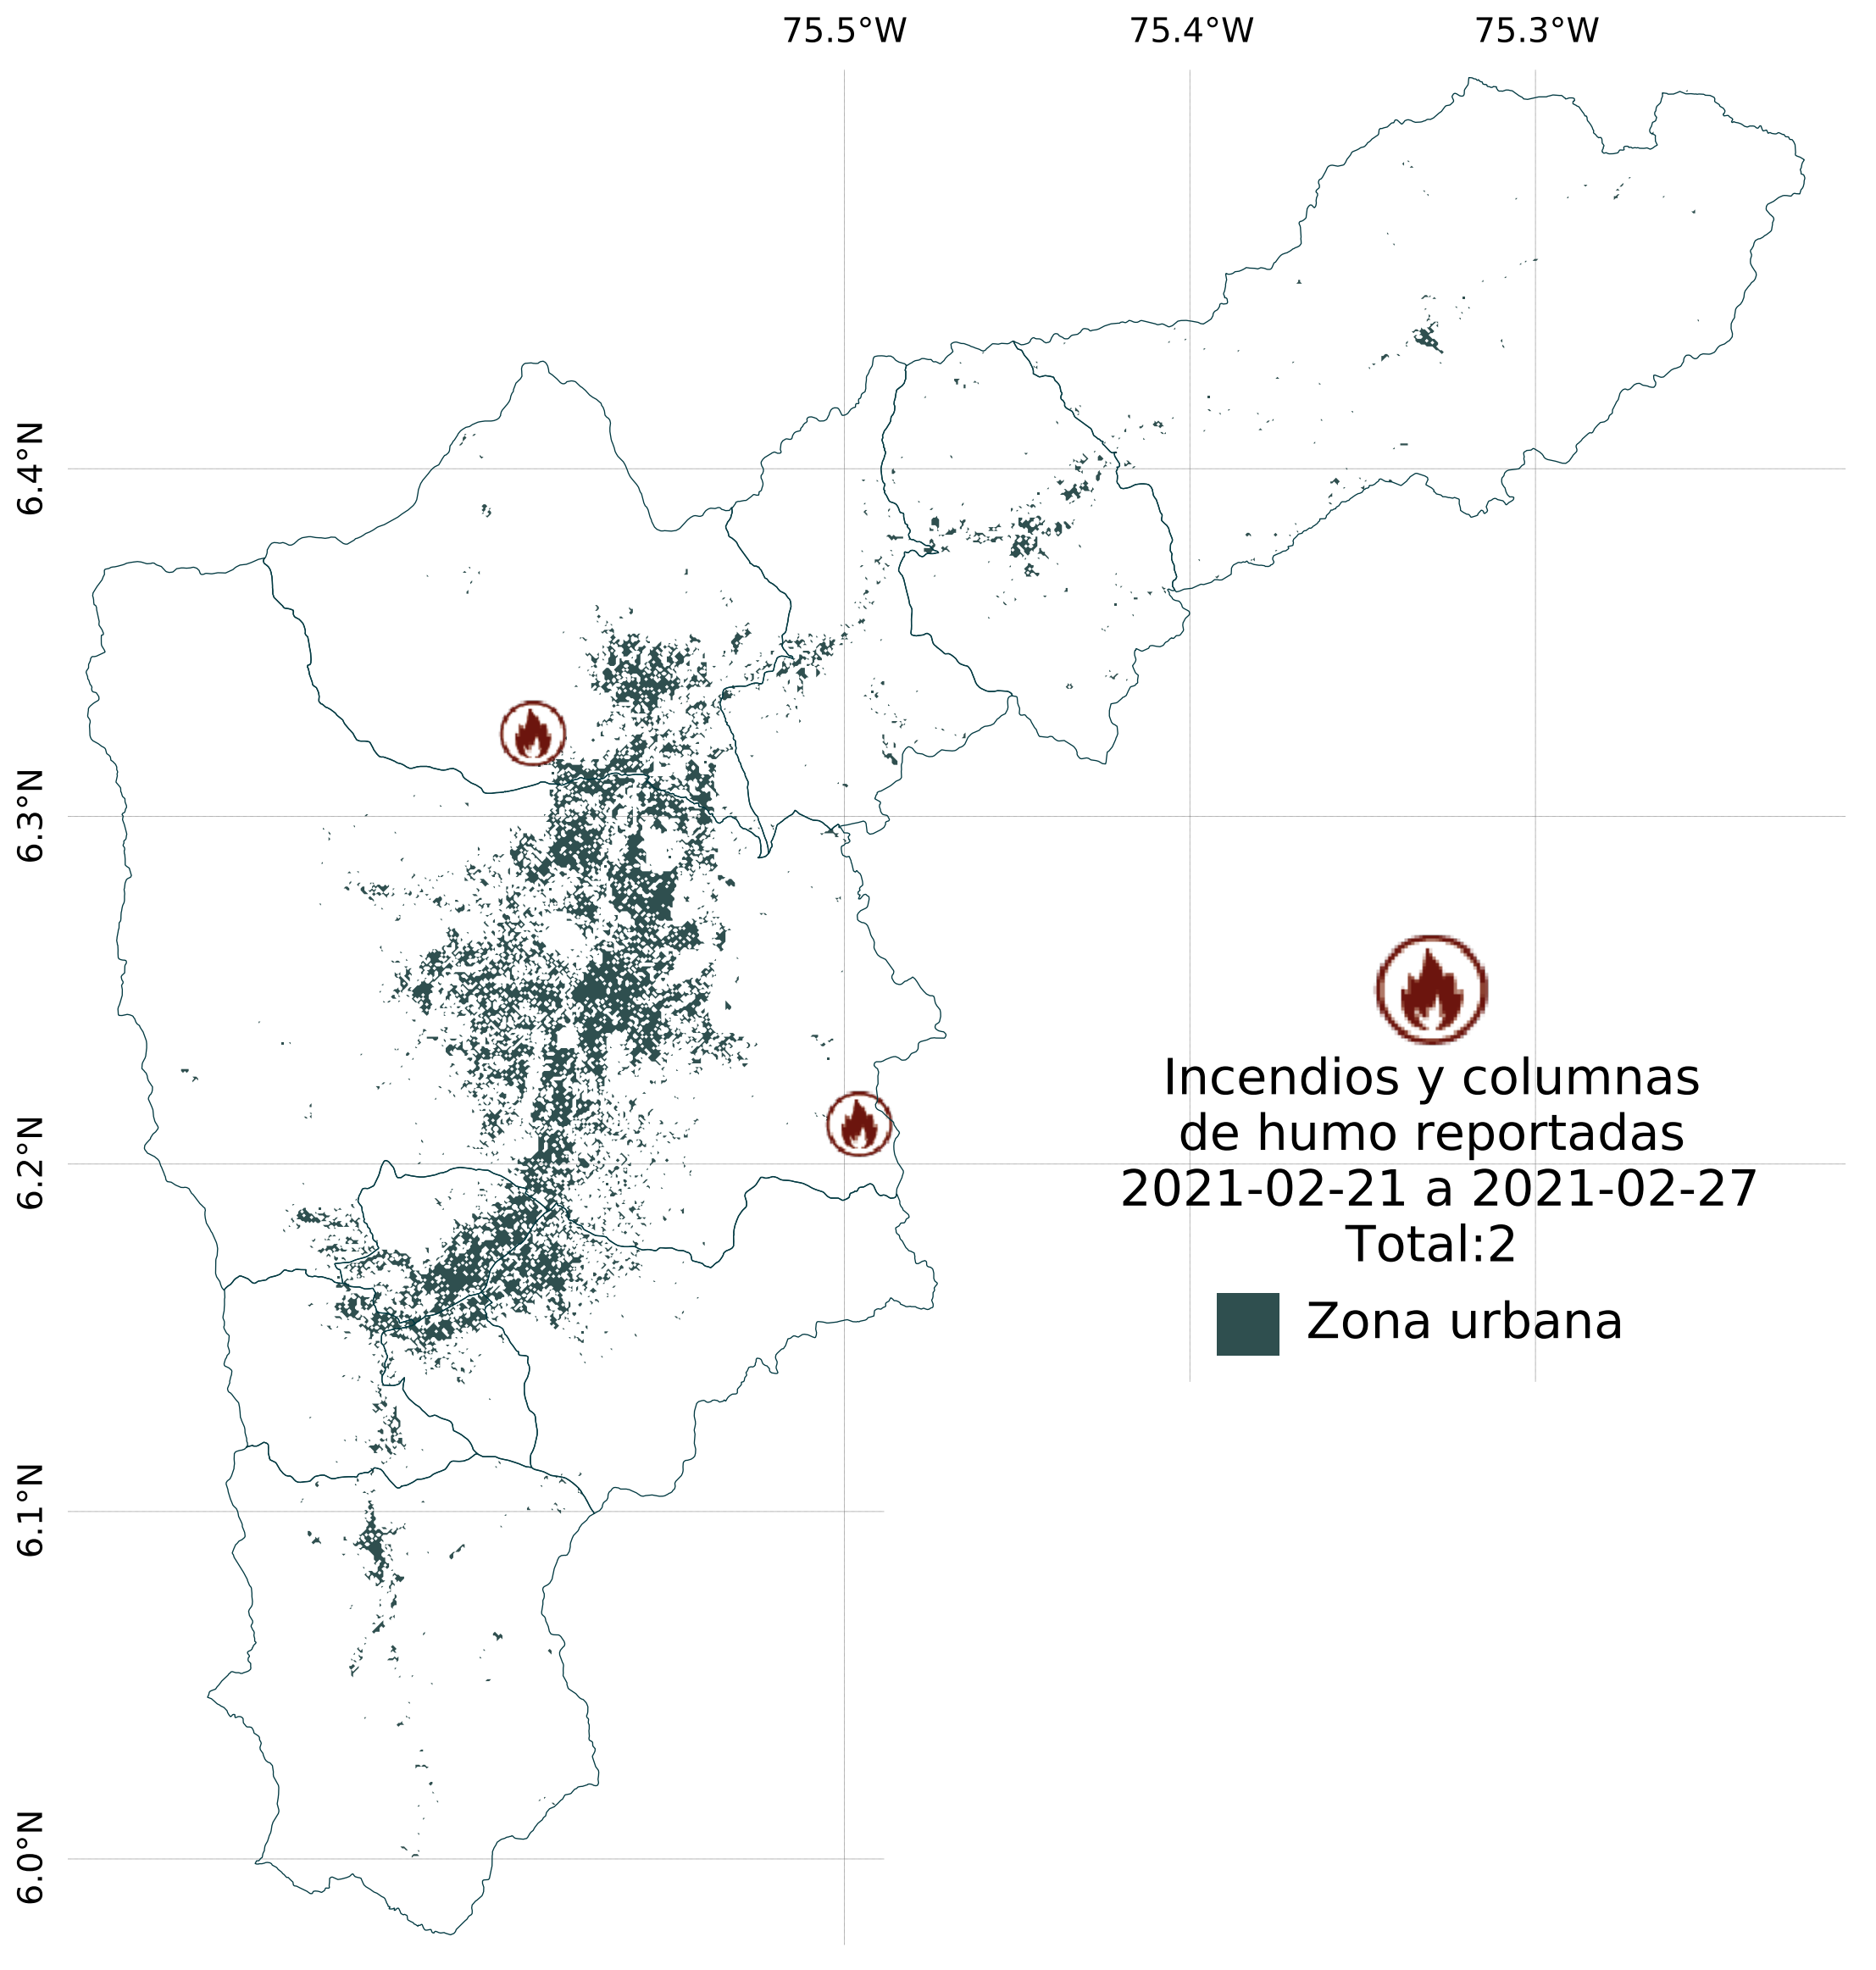 75.5°W 75.4°W 75.3°W
6.4°N
6.3°N
6.2°N
6.1°N
6.0°N
Incendios y columnas
de humo reportadas
2021-02-21 a 2021-02-27
Total:2
Zona urbana